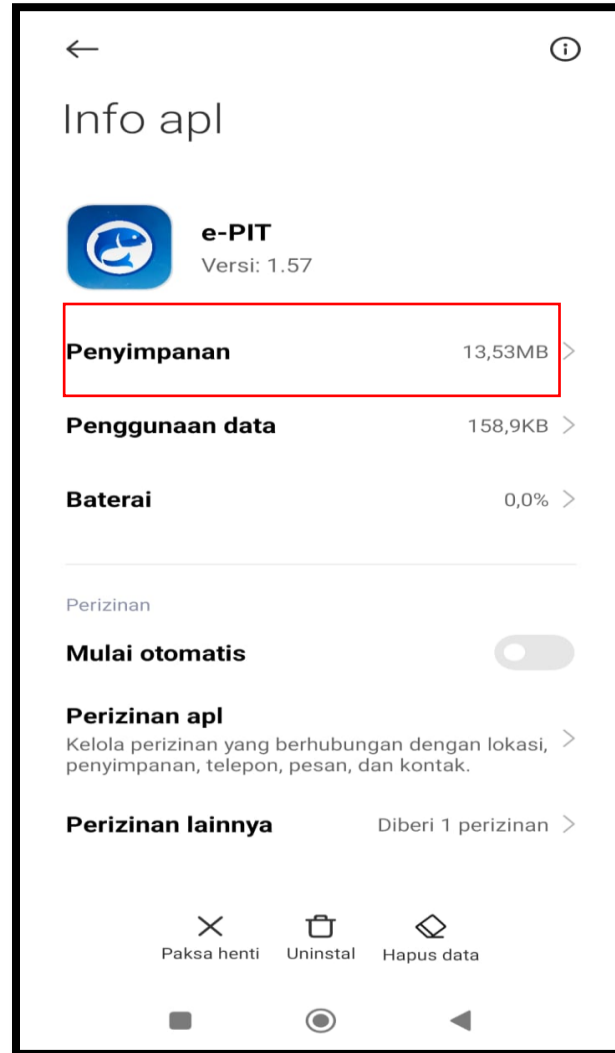 Info apl
e-PIT
Versi: 1.57
Penyimpanan 13,53MB
Penggunaan data 158,9KB
Baterai 0,0%
Perizinan
Mulai otomatis
Perizinan apl
Kelola perizinan yang berhubungan dengan lokasi,
penyimpanan, telepon, pesan, dan kontak.
Perizinan lainnya Diberi 1 perizinan
Paksa henti Uninstal Hapus data